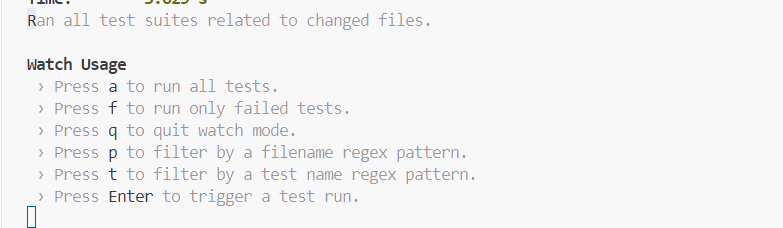 Ran all test suites related to changed files.
Watch Usage
› Press a to run all tests.
› Press f to run only failed tests.
› Press q to quit watch mode.
› Press p to filter by a filename regex pattern.
› Press t to filter by a test name regex pattern.
› Press Enter to trigger a test run.